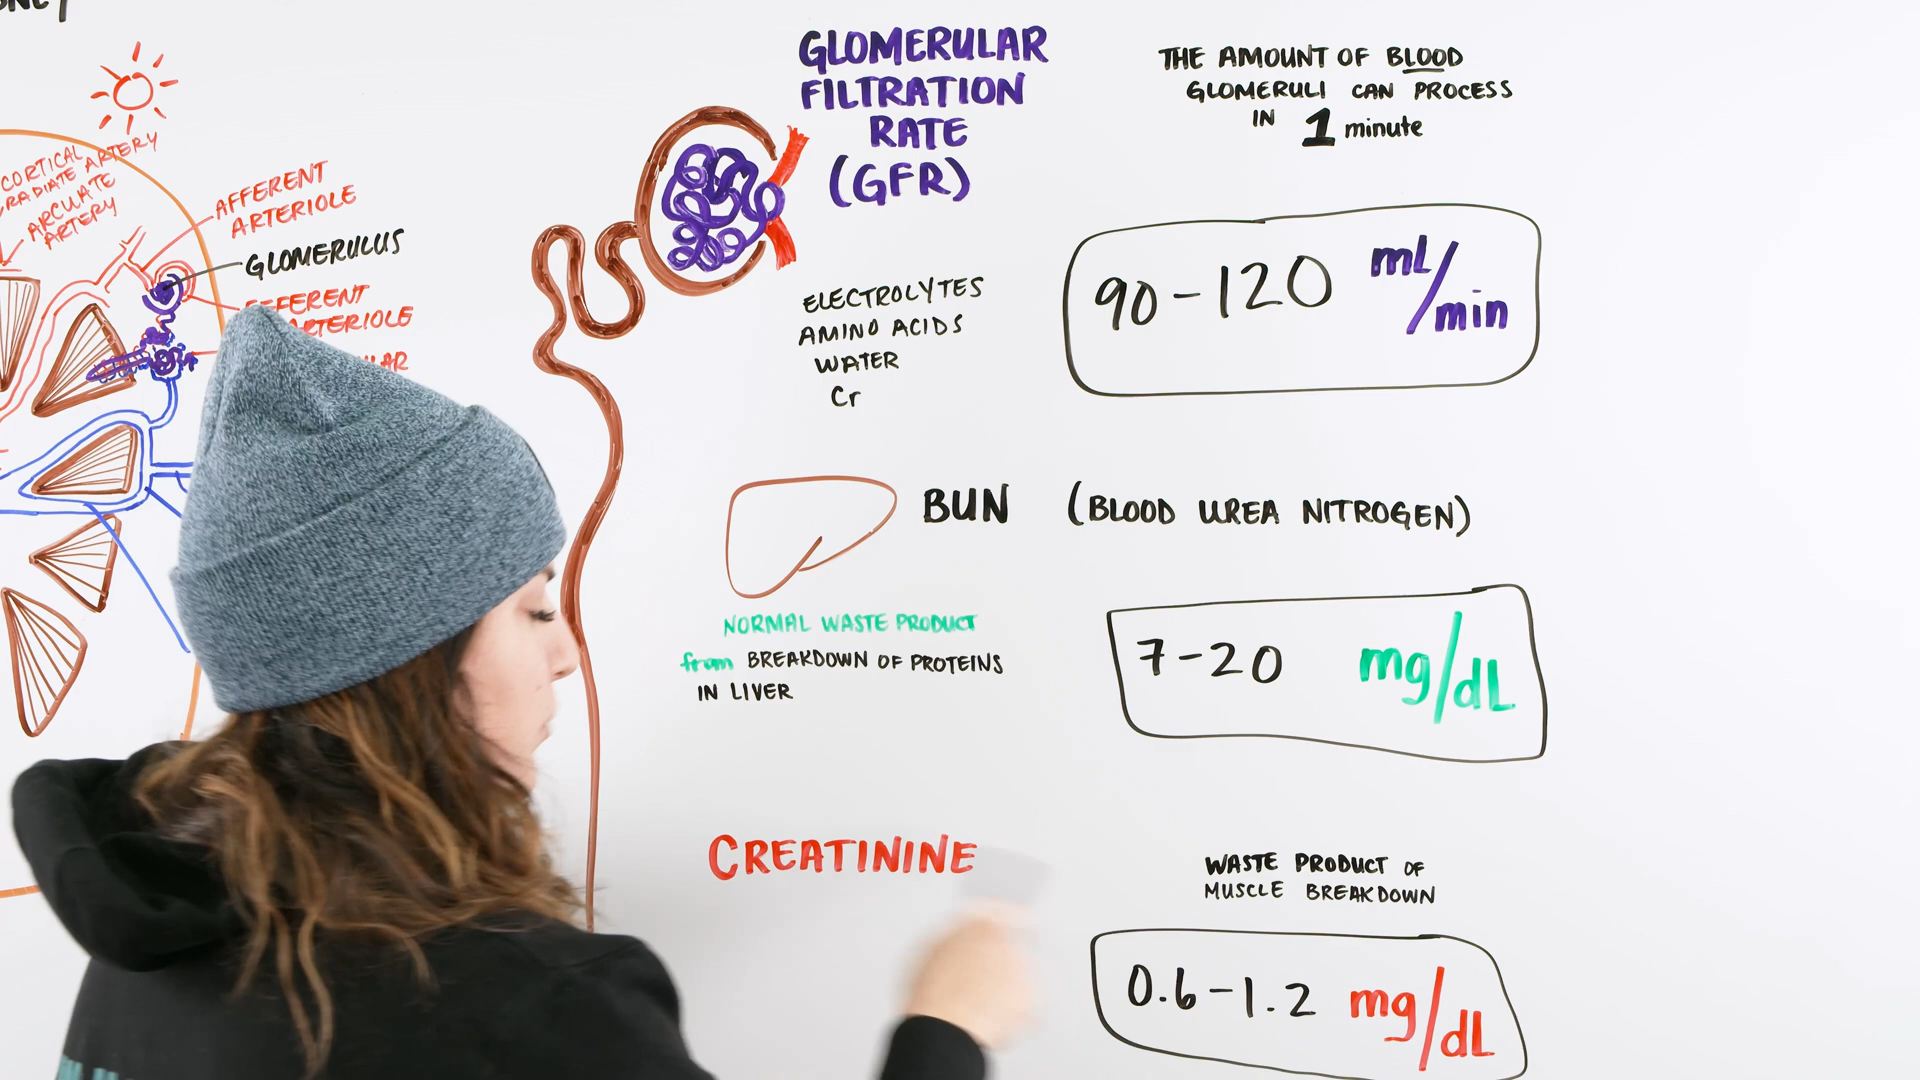 CORTICAL
RADIATE ARTERY
ARCUATE
ARTERY
AFFERENT
ARTERIOLE
GLOMERULUS
EFFERENT
ARTERIOLE
GLOMERULAR
FILTRATION
RATE
(GFR)
THE AMOUNT OF BLOOD
GLOMERULI CAN PROCESS
IN 1 minute
90-120 mL/min
ELECTROLYTES
AMINO ACIDS
WATER
Cr
BUN (BLOOD UREA NITROGEN)
NORMAL WASTE PRODUCT
from BREAKDOWN OF PROTEINS
IN LIVER
7-20 mg/dL
CREATININE
WASTE PRODUCT OF
MUSCLE BREAKDOWN
0.6-1.2 mg/dL